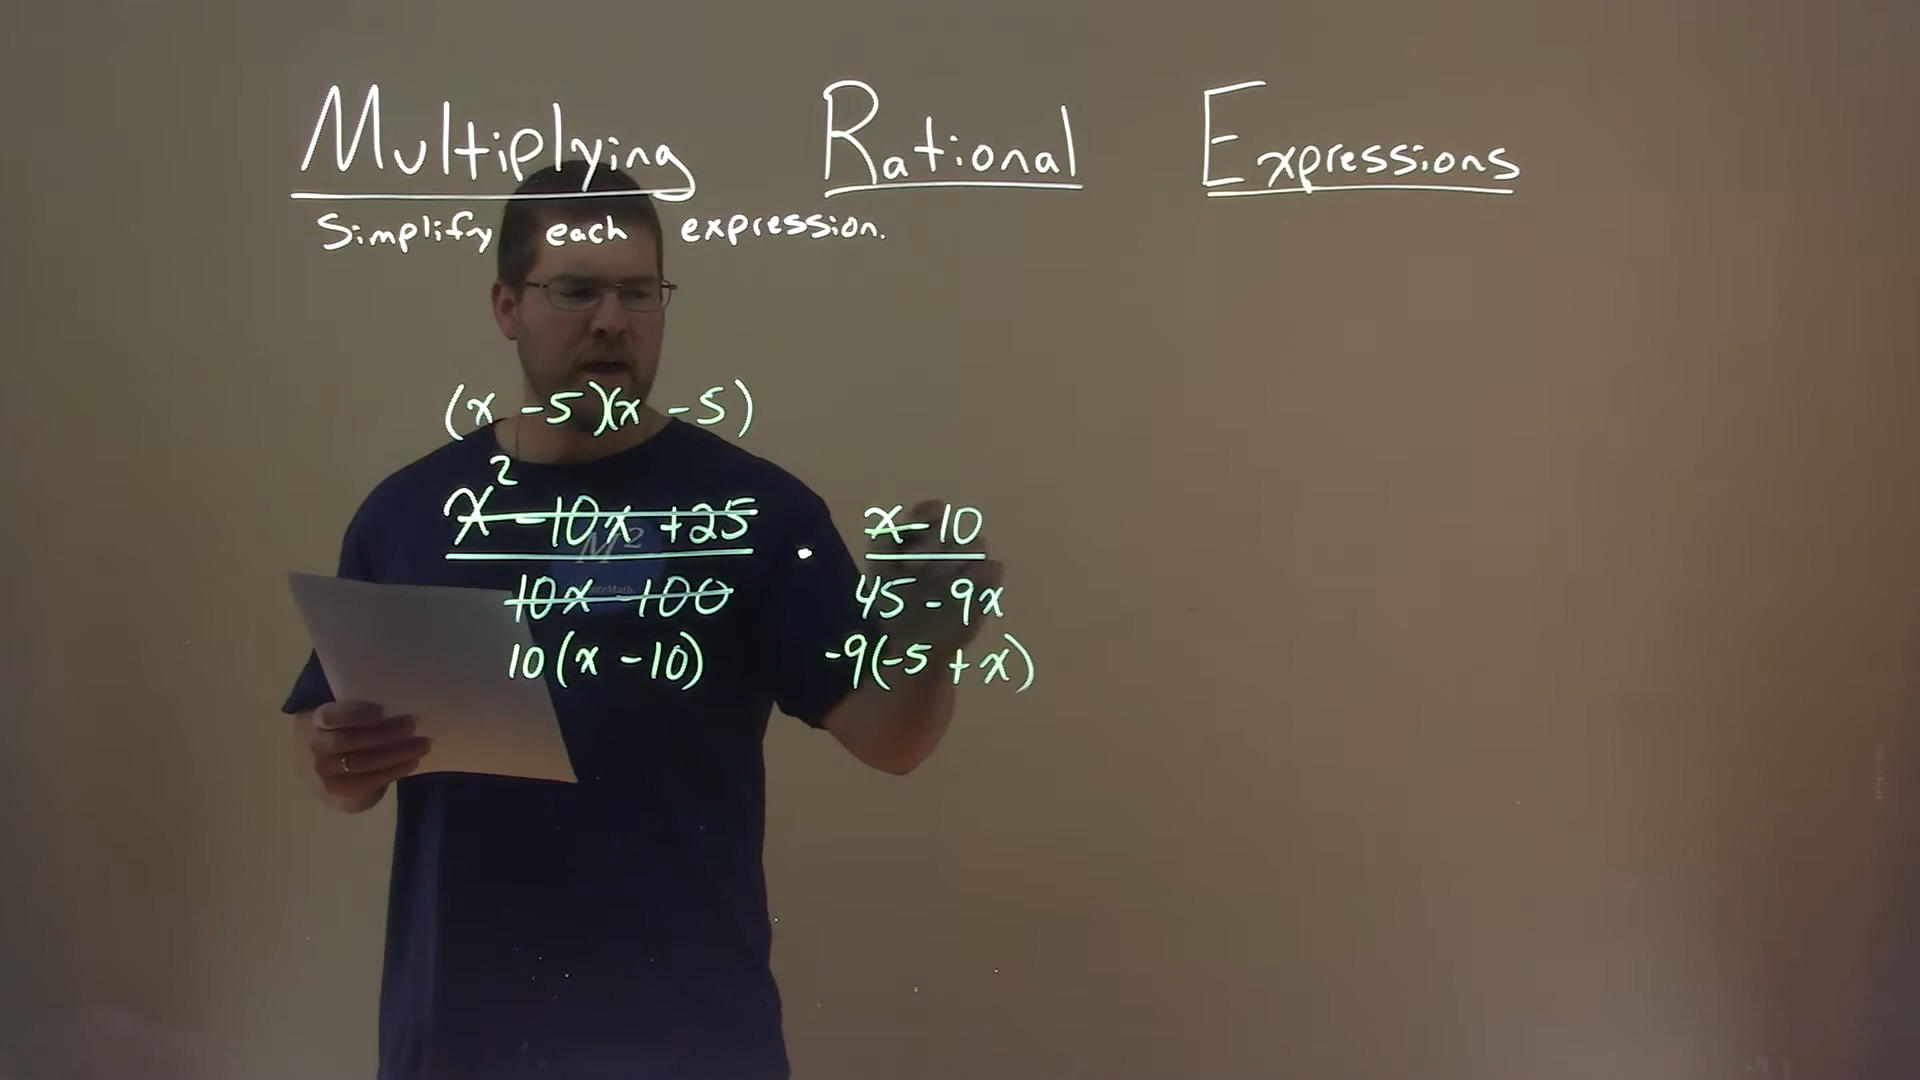 Multiplying Rational Expressions
Simplify each expression.
(x - 5)(x - 5)
x² - 10x + 25 · x - 10
10x - 100 45 - 9x
10(x - 10) -9(-5 + x)
M²